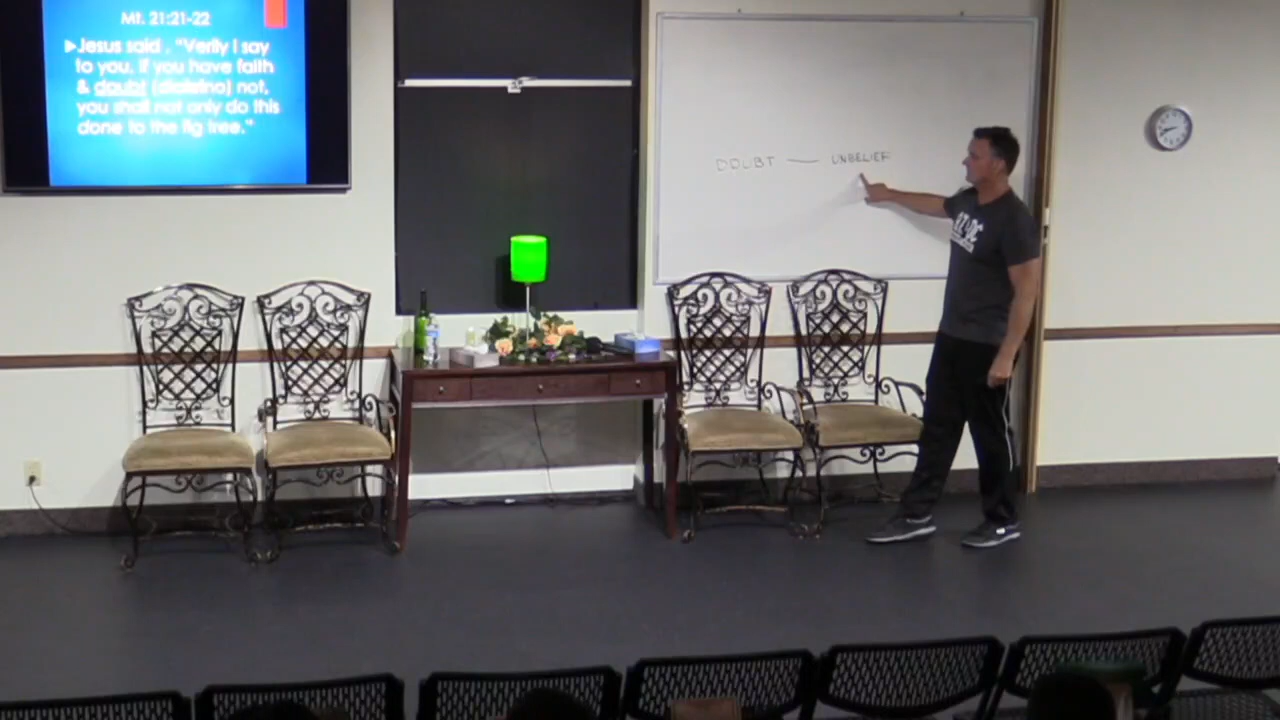 Mt. 21:21-22
Jesus said , "Verily I say
to you, if you have faith
& doubt (diakrino) not,
you shall not only do this
done to the fig tree."
DOUBT — UNBELIEF